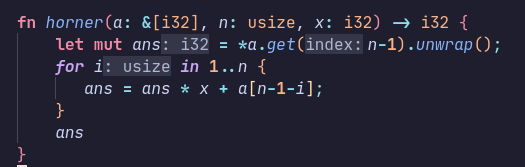 fn horner(a: &[i32], n: usize, x: i32) -> i32 {
    let mut ans: i32 = *a.get(index: n-1).unwrap();
    for i: usize in 1..n {
        ans = ans * x + a[n-1-i];
    }
    ans
}